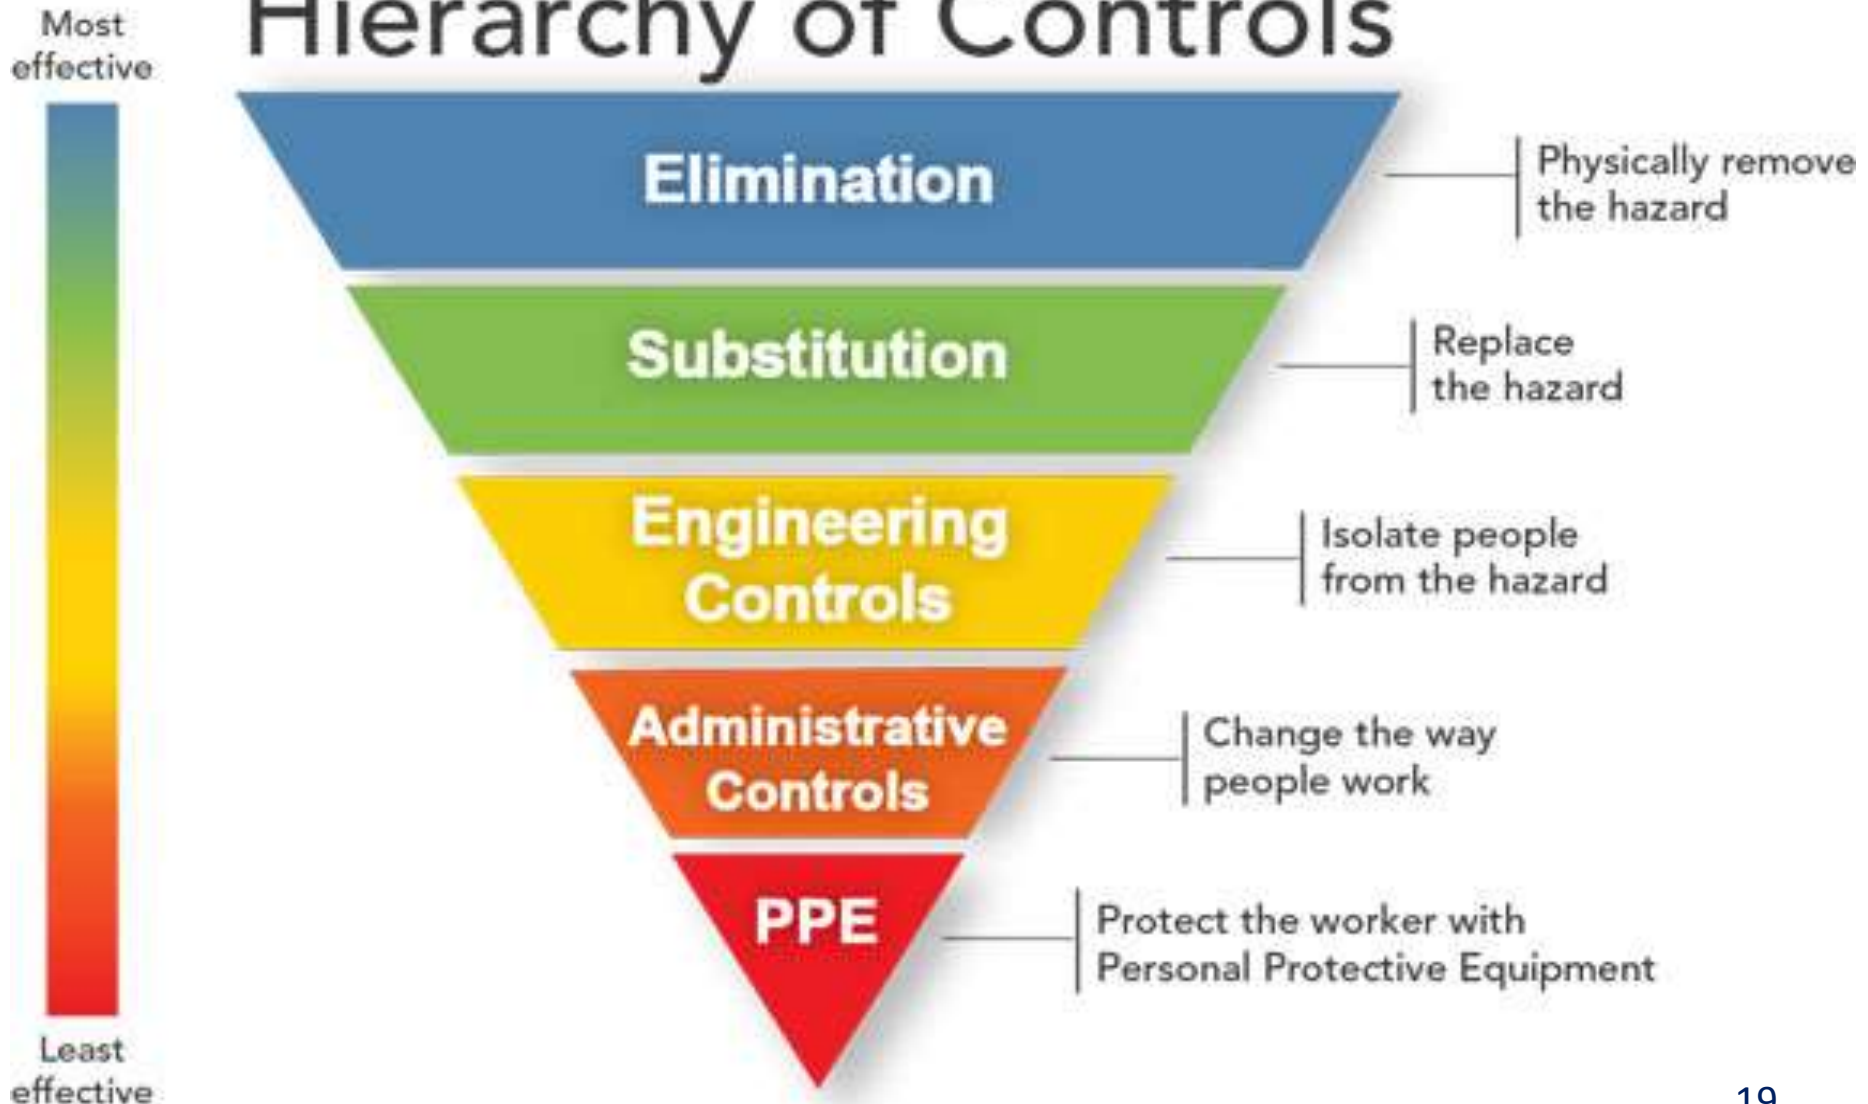 Hierarchy of Controls
Most
effective
Elimination
Physically remove
the hazard
Substitution
Replace
the hazard
Engineering
Controls
Isolate people
from the hazard
Administrative
Controls
Change the way
people work
PPE
Protect the worker with
Personal Protective Equipment
Least
effective
19